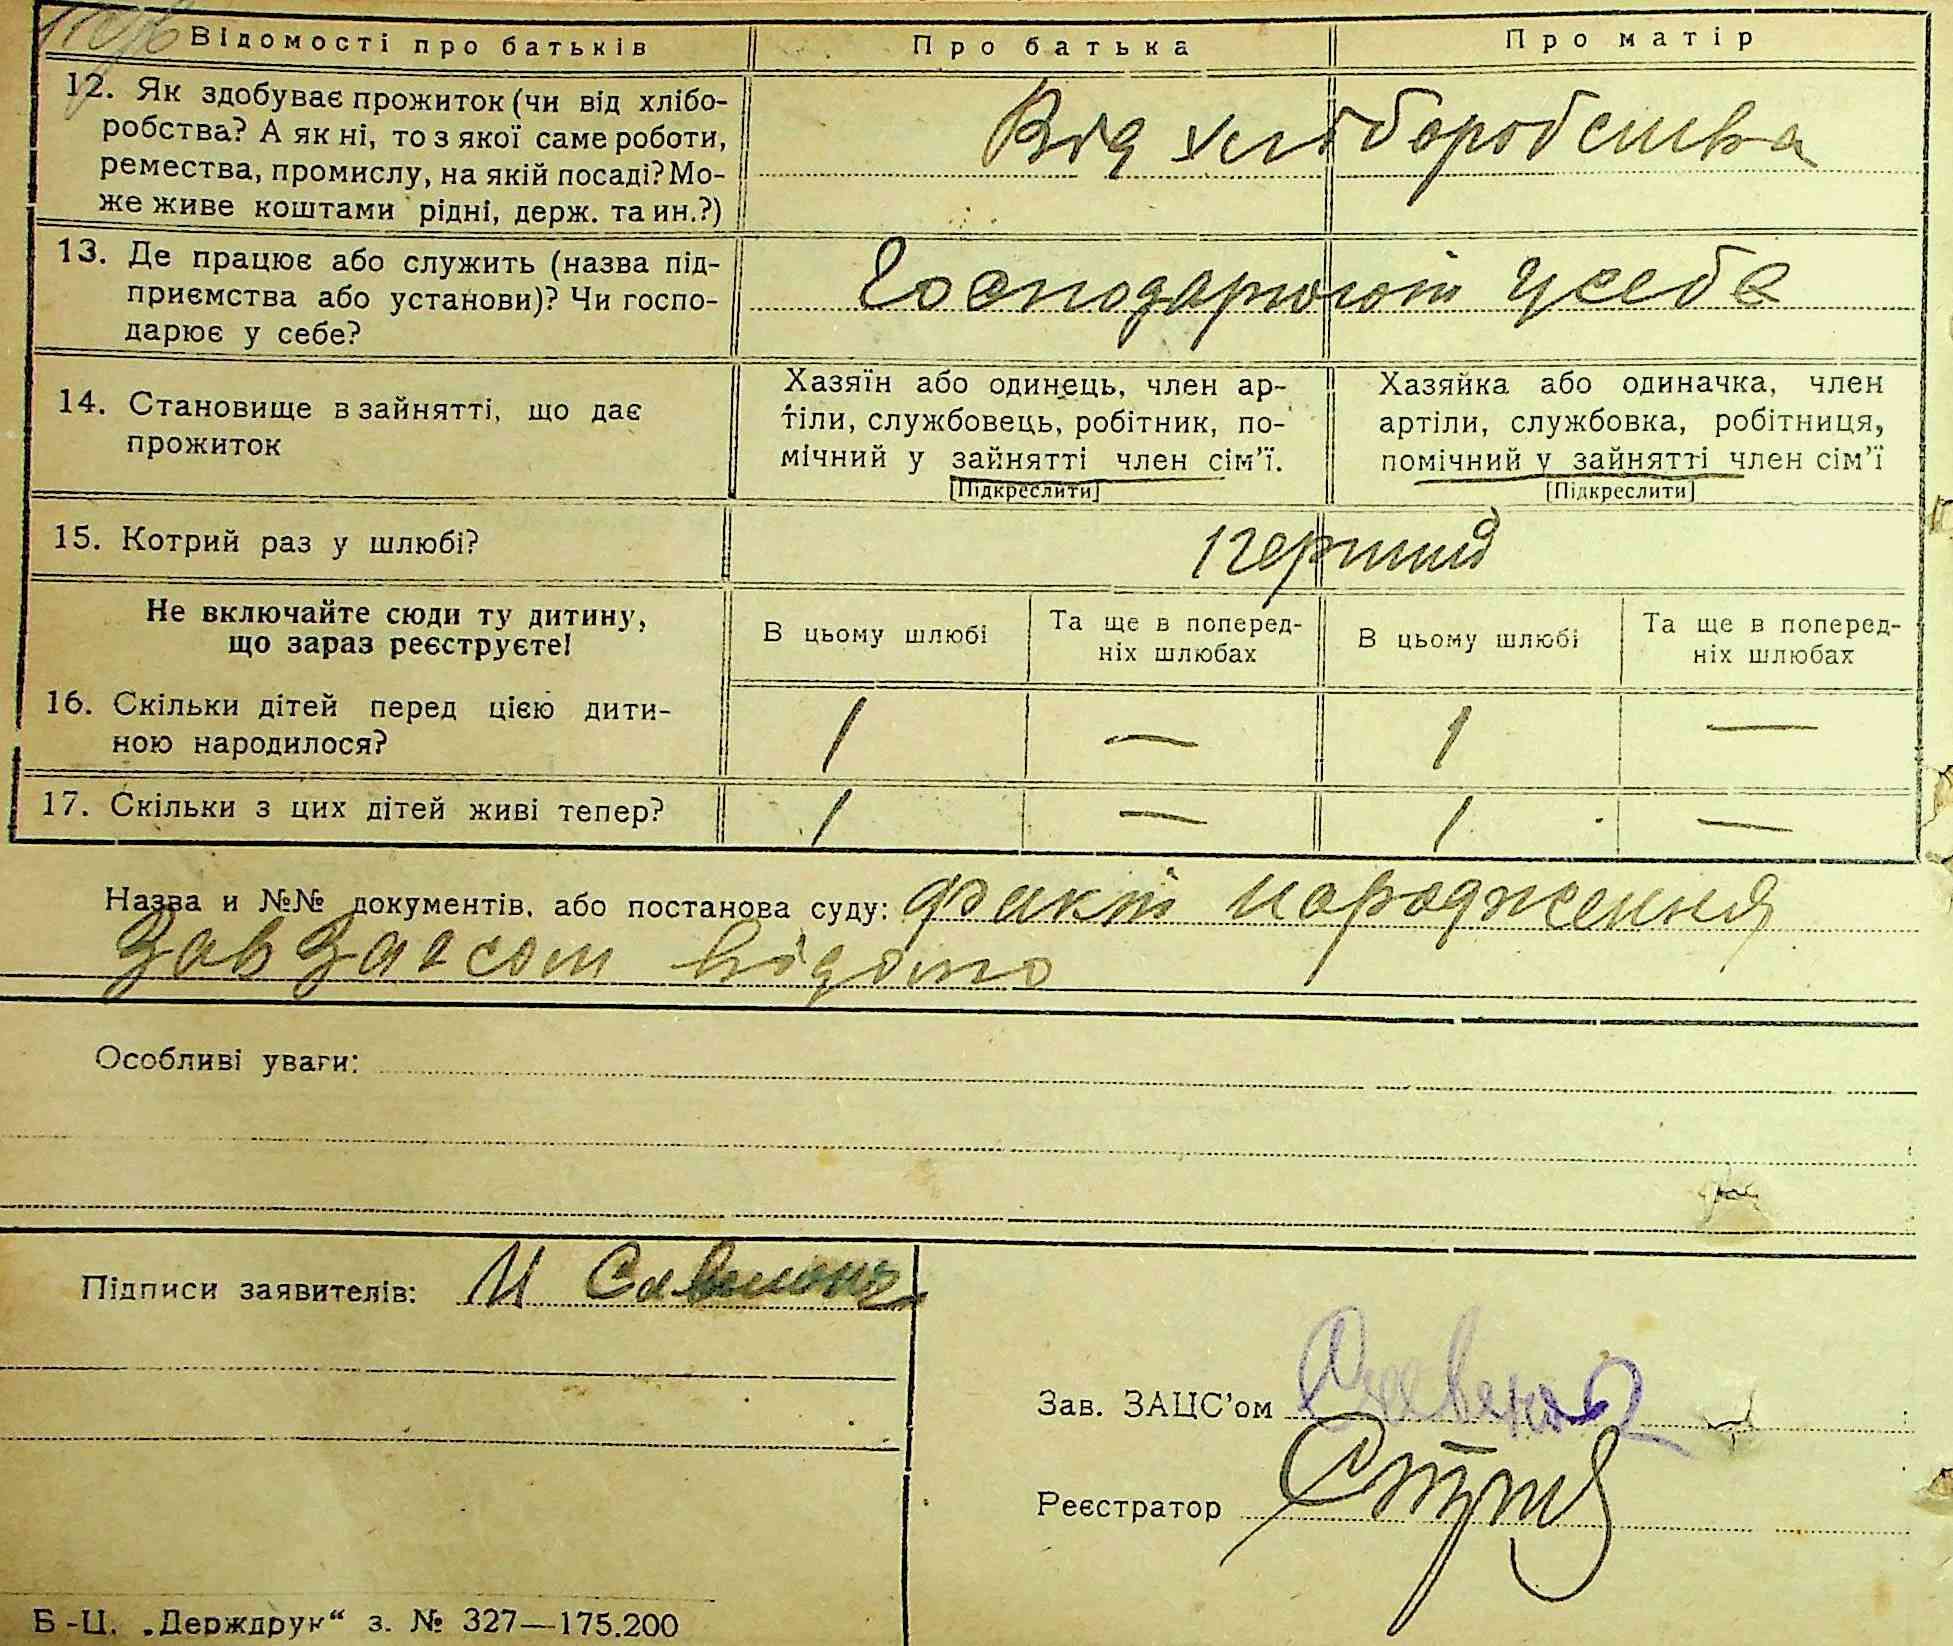 Відомості про батьків
Про батька
Про матір
12. Як здобуває прожиток (чи від хлібо-
робства? А як ні, то з якої саме роботи,
ремества, промислу, на якій посаді? Мо-
же живе коштами рідні, держ. та ин.?)
Від хліборобства
13. Де працює або служить (назва під-
приємства або установи)? Чи госпо-
дарює у себе?
Господарюють у себе
14. Становище в зайнятті, що дає
прожиток
Хазяїн або одинець, член ар-
тіли, службовець, робітник, по-
мічний у зайнятті член сім'ї.
[Підкреслити]
Хазяйка або одиначка, член
артіли, службовка, робітниця,
помічний у зайнятті член сім'ї
[Підкреслити]
15. Котрий раз у шлюбі?
перший
Не включайте сюди ту дитину,
що зараз реєструєте!
В цьому шлюбі
Та ще в поперед-
ніх шлюбах
В цьому шлюбі
Та ще в поперед-
ніх шлюбах
16. Скільки дітей перед цією дити-
ною народилося?
1 — 1 —
17. Скільки з цих дітей живі тепер?
1 — 1 —
Назва и №№ документів, або постанова суду: факт народження
Зав Загсом відомо
Особливі уваги:
Підписи заявителів: И
Зав. ЗАЦС'ом
Реєстратор
Б-Ц. „Держдрук“ з. № 327—175.200